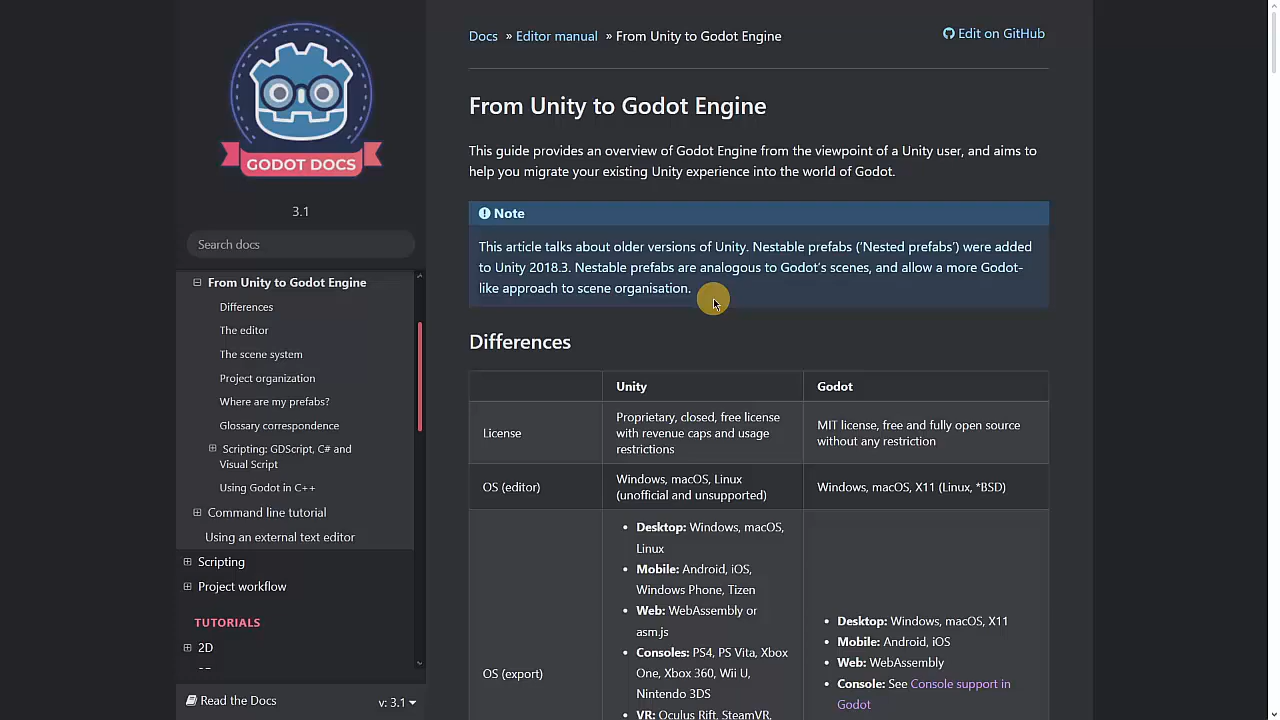 GODOT DOCS
3.1
Search docs
From Unity to Godot Engine
Differences
The editor
The scene system
Project organization
Where are my prefabs?
Glossary correspondence
Scripting: GDScript, C# and
Visual Script
Using Godot in C++
Command line tutorial
Using an external text editor
Scripting
Project workflow
TUTORIALS
2D
Read the Docs
v: 3.1
Docs » Editor manual » From Unity to Godot Engine
Edit on GitHub
From Unity to Godot Engine
This guide provides an overview of Godot Engine from the viewpoint of a Unity user, and aims to
help you migrate your existing Unity experience into the world of Godot.
Note
This article talks about older versions of Unity. Nestable prefabs (‘Nested prefabs’) were added
to Unity 2018.3. Nestable prefabs are analogous to Godot’s scenes, and allow a more Godot-
like approach to scene organisation.
Differences
Unity
Godot
License
Proprietary, closed, free license
with revenue caps and usage
restrictions
MIT license, free and fully open source
without any restriction
OS (editor)
Windows, macOS, Linux
(unofficial and unsupported)
Windows, macOS, X11 (Linux, *BSD)
OS (export)
• Desktop: Windows, macOS,
Linux
• Mobile: Android, iOS,
Windows Phone, Tizen
• Web: WebAssembly or
asm.js
• Consoles: PS4, PS Vita, Xbox
One, Xbox 360, Wii U,
Nintendo 3DS
• VR: Oculus Rift, SteamVR,
• Desktop: Windows, macOS, X11
• Mobile: Android, iOS
• Web: WebAssembly
• Console: See Console support in
Godot